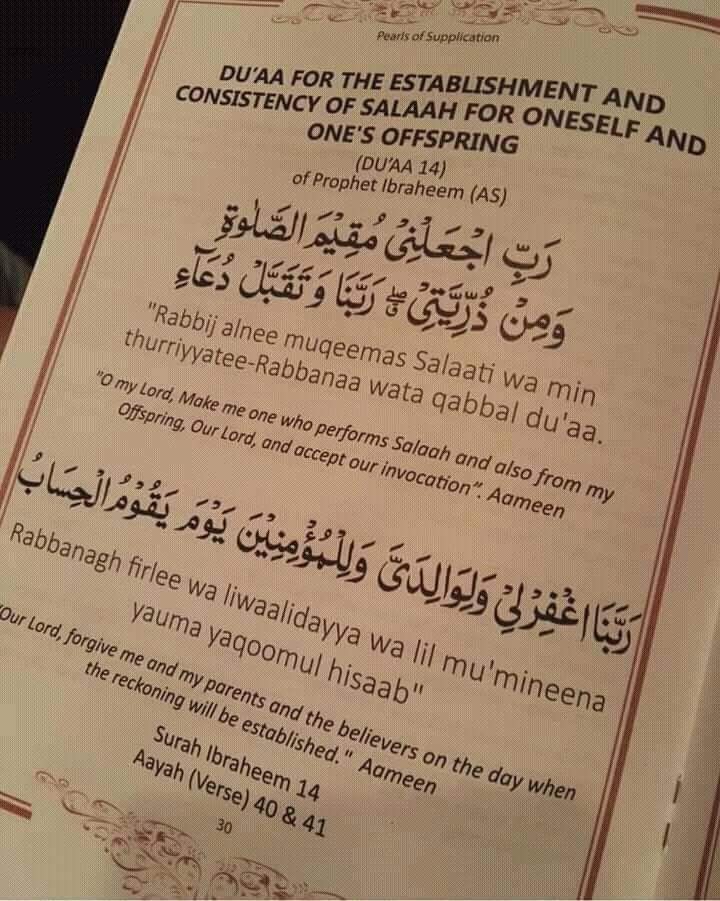 Pearls of Supplication
DU'AA FOR THE ESTABLISHMENT AND
CONSISTENCY OF SALAAH FOR ONESELF AND
ONE'S OFFSPRING
(DU'AA 14)
of Prophet Ibraheem (AS)
رَبِّ اجْعَلْنِيْ مُقِيْمَ الصَّلٰوةِ
وَمِنْ ذُرِّيَّتِيْ ۖ رَبَّنَا وَتَقَبَّلْ دُعَآءِ
"Rabbij alnee muqeemas Salaati wa min
thurriyyatee-Rabbanaa wata qabbal du'aa.
"O my Lord, Make me one who performs Salaah and also from my
Offspring, Our Lord, and accept our invocation". Aameen
رَبَّنَا اغْفِرْ لِيْ وَلِوَالِدَيَّ وَلِلْمُؤْمِنِيْنَ يَوْمَ يَقُوْمُ الْحِسَابُ
Rabbanagh firlee wa liwaalidayya wa lil mu'mineena
yauma yaqoomul hisaab"
"Our Lord, forgive me and my parents and the believers on the day when
the reckoning will be established." Aameen
Surah Ibraheem 14
Aayah (Verse) 40 & 41
30